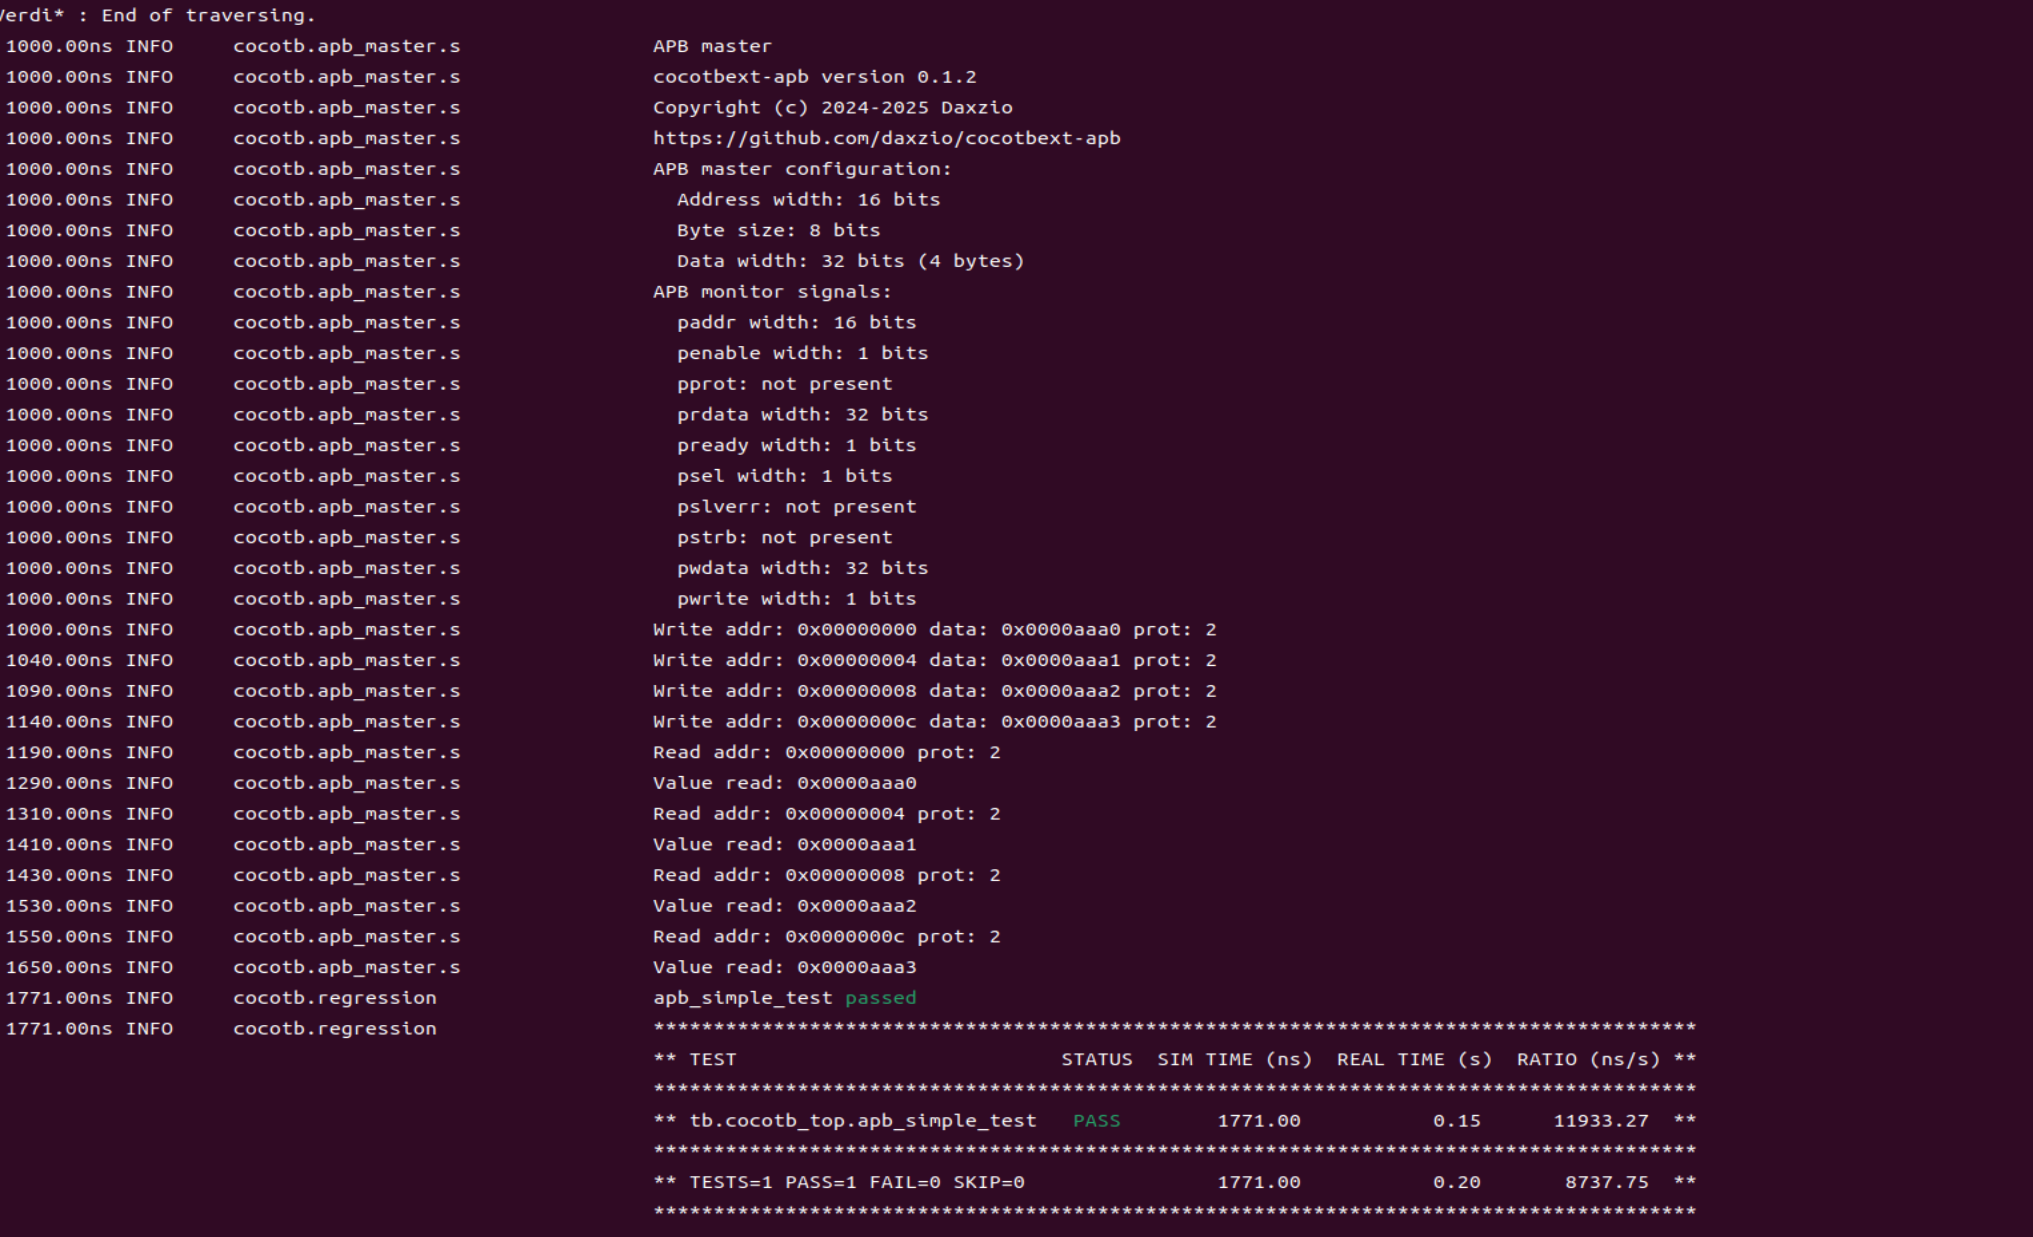 Verdi* : End of traversing.
1000.00ns INFO     cocotb.apb_master.s                APB master
1000.00ns INFO     cocotb.apb_master.s                cocotbext-apb version 0.1.2
1000.00ns INFO     cocotb.apb_master.s                Copyright (c) 2024-2025 Daxzio
1000.00ns INFO     cocotb.apb_master.s                https://github.com/daxzio/cocotbext-apb
1000.00ns INFO     cocotb.apb_master.s                APB master configuration:
1000.00ns INFO     cocotb.apb_master.s                  Address width: 16 bits
1000.00ns INFO     cocotb.apb_master.s                  Byte size: 8 bits
1000.00ns INFO     cocotb.apb_master.s                  Data width: 32 bits (4 bytes)
1000.00ns INFO     cocotb.apb_master.s                APB monitor signals:
1000.00ns INFO     cocotb.apb_master.s                  paddr width: 16 bits
1000.00ns INFO     cocotb.apb_master.s                  penable width: 1 bits
1000.00ns INFO     cocotb.apb_master.s                  pprot: not present
1000.00ns INFO     cocotb.apb_master.s                  prdata width: 32 bits
1000.00ns INFO     cocotb.apb_master.s                  pready width: 1 bits
1000.00ns INFO     cocotb.apb_master.s                  psel width: 1 bits
1000.00ns INFO     cocotb.apb_master.s                  pslverr: not present
1000.00ns INFO     cocotb.apb_master.s                  pstrb: not present
1000.00ns INFO     cocotb.apb_master.s                  pwdata width: 32 bits
1000.00ns INFO     cocotb.apb_master.s                  pwrite width: 1 bits
1000.00ns INFO     cocotb.apb_master.s                Write addr: 0x00000000 data: 0x0000aaa0 prot: 2
1040.00ns INFO     cocotb.apb_master.s                Write addr: 0x00000004 data: 0x0000aaa1 prot: 2
1090.00ns INFO     cocotb.apb_master.s                Write addr: 0x00000008 data: 0x0000aaa2 prot: 2
1140.00ns INFO     cocotb.apb_master.s                Write addr: 0x0000000c data: 0x0000aaa3 prot: 2
1190.00ns INFO     cocotb.apb_master.s                Read addr: 0x00000000 prot: 2
1290.00ns INFO     cocotb.apb_master.s                Value read: 0x0000aaa0
1310.00ns INFO     cocotb.apb_master.s                Read addr: 0x00000004 prot: 2
1410.00ns INFO     cocotb.apb_master.s                Value read: 0x0000aaa1
1430.00ns INFO     cocotb.apb_master.s                Read addr: 0x00000008 prot: 2
1530.00ns INFO     cocotb.apb_master.s                Value read: 0x0000aaa2
1550.00ns INFO     cocotb.apb_master.s                Read addr: 0x0000000c prot: 2
1650.00ns INFO     cocotb.apb_master.s                Value read: 0x0000aaa3
1771.00ns INFO     cocotb.regression                  apb_simple_test passed
1771.00ns INFO     cocotb.regression                  ***************************************************************************************
** TEST                           STATUS  SIM TIME (ns)  REAL TIME (s)  RATIO (ns/s) **
***************************************************************************************
** tb.cocotb_top.apb_simple_test   PASS        1771.00           0.15      11933.27  **
***************************************************************************************
** TESTS=1 PASS=1 FAIL=0 SKIP=0                1771.00           0.20       8737.75  **
***************************************************************************************